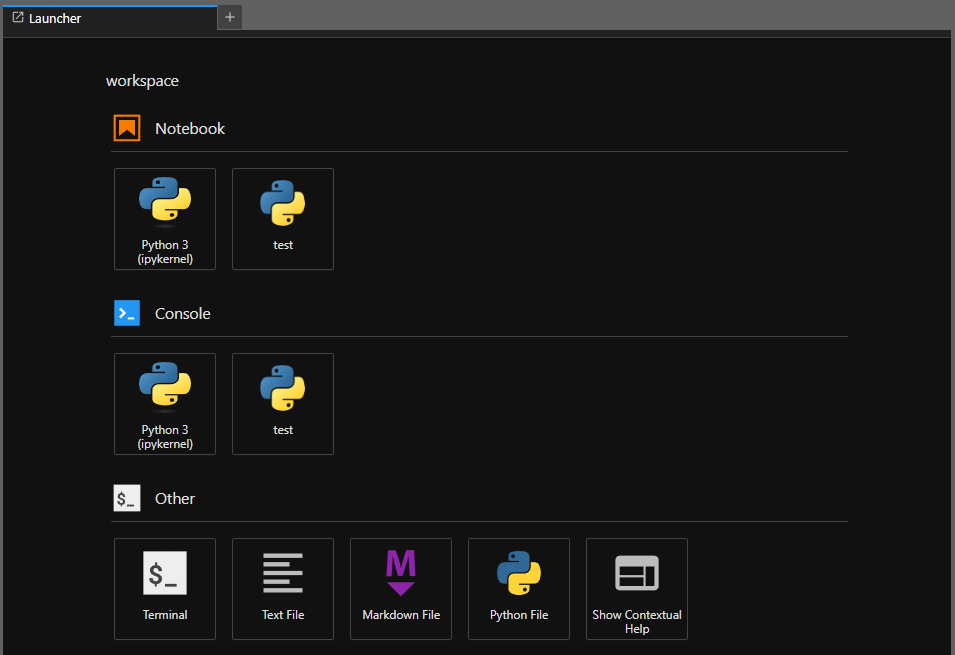 Launcher
+
workspace
Notebook
Python 3
(ipykernel)
test
Console
Python 3
(ipykernel)
test
$_
Other
$_
Terminal
Text File
M
Markdown File
Python File
Show Contextual
Help